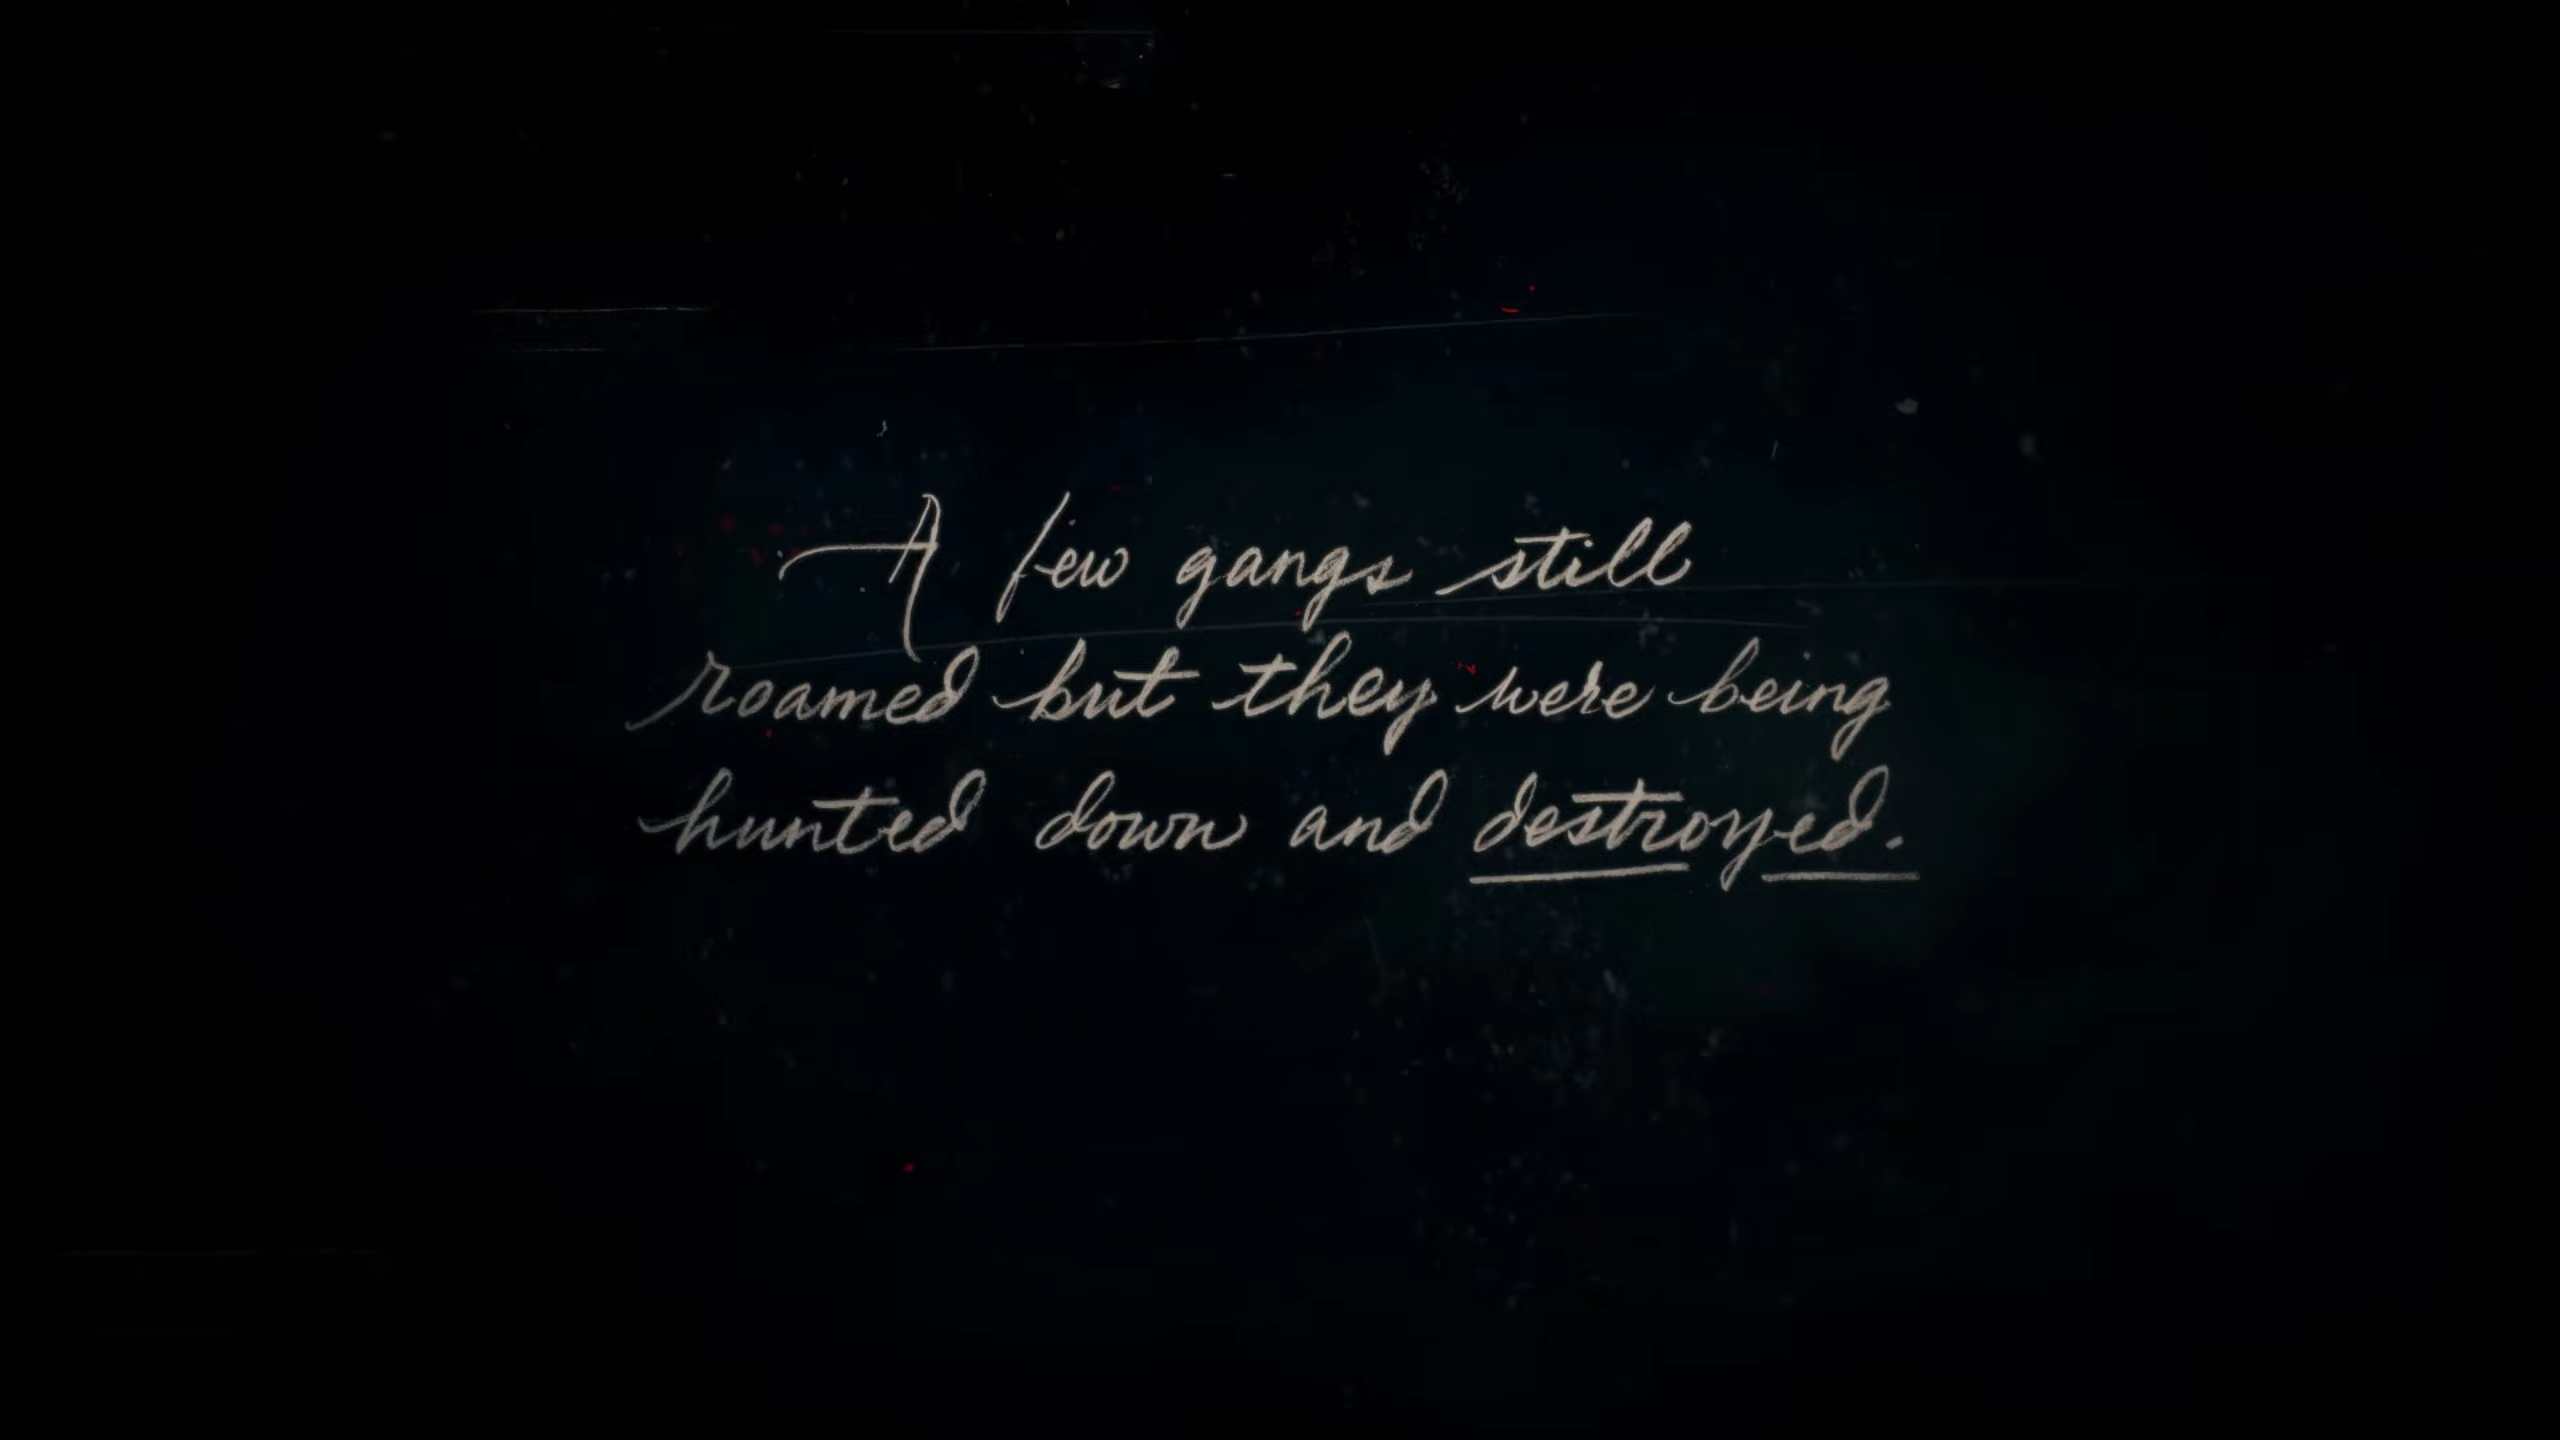 A few gangs still
roamed but they were being
hunted down and destroyed.